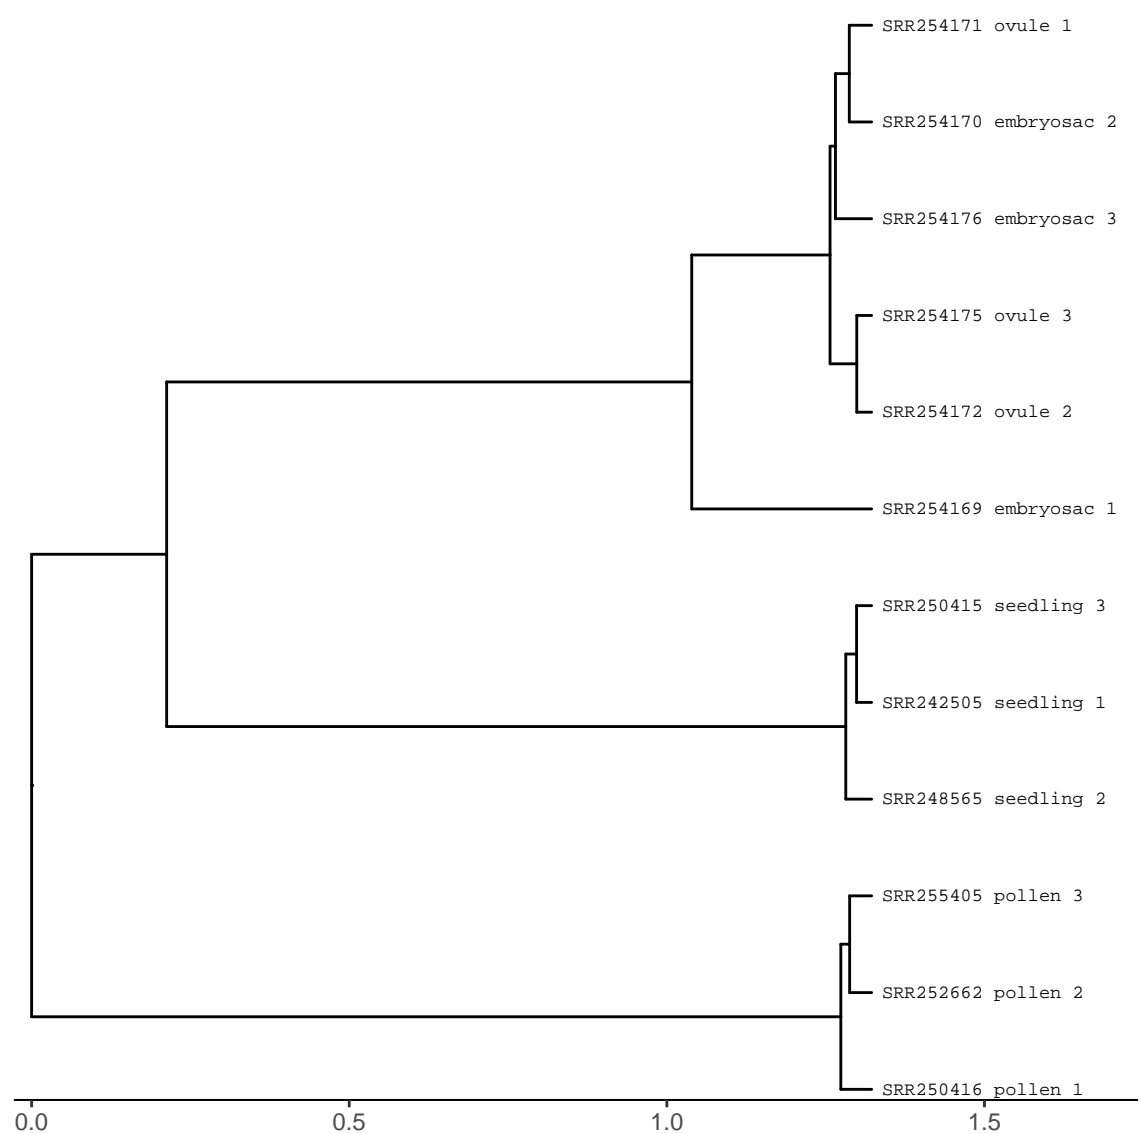 SRR254171 ovule 1
SRR254170 embryosac 2
SRR254176 embryosac 3
SRR254175 ovule 3
SRR254172 ovule 2
SRR254169 embryosac 1
SRR250415 seedling 3
SRR242505 seedling 1
SRR248565 seedling 2
SRR255405 pollen 3
SRR252662 pollen 2
SRR250416 pollen 1
0.0 0.5 1.0 1.5